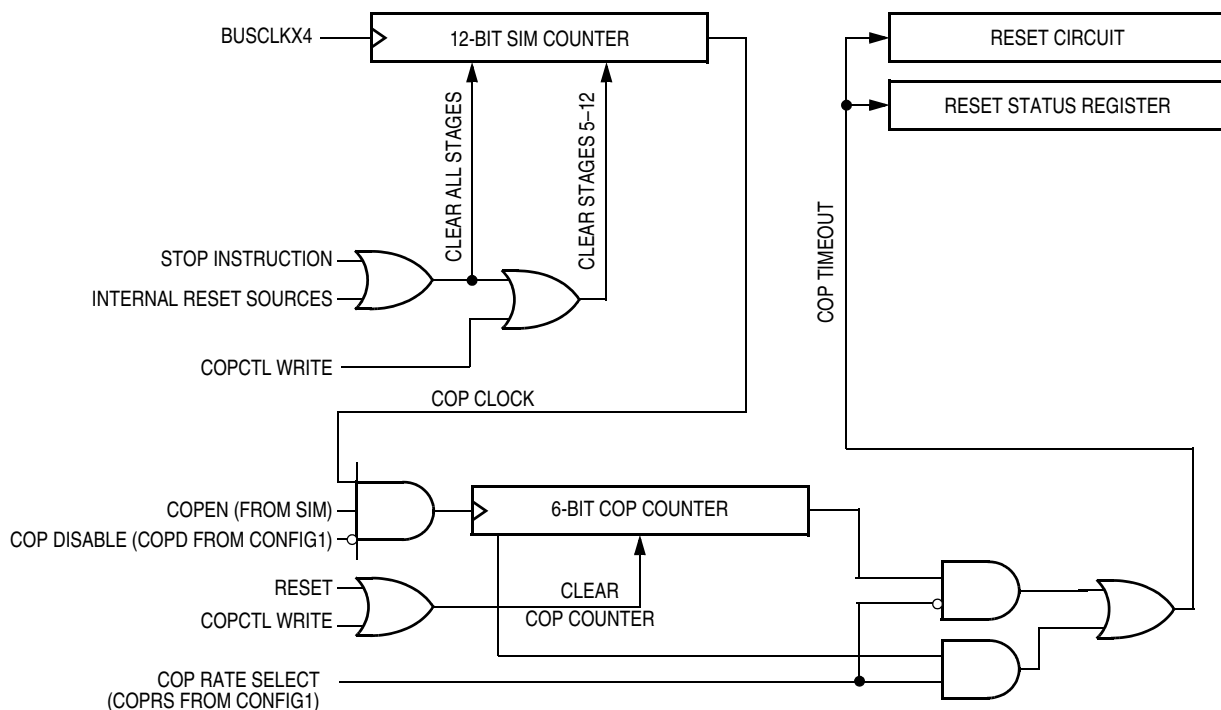 BUSCLKX4
12-BIT SIM COUNTER
RESET CIRCUIT
RESET STATUS REGISTER
CLEAR ALL STAGES
CLEAR STAGES 5–12
COP TIMEOUT
STOP INSTRUCTION
INTERNAL RESET SOURCES
COPCTL WRITE
COP CLOCK
COPEN (FROM SIM)
6-BIT COP COUNTER
COP DISABLE (COPD FROM CONFIG1)
RESET
CLEAR
COPCTL WRITE
COP COUNTER
COP RATE SELECT
(COPRS FROM CONFIG1)